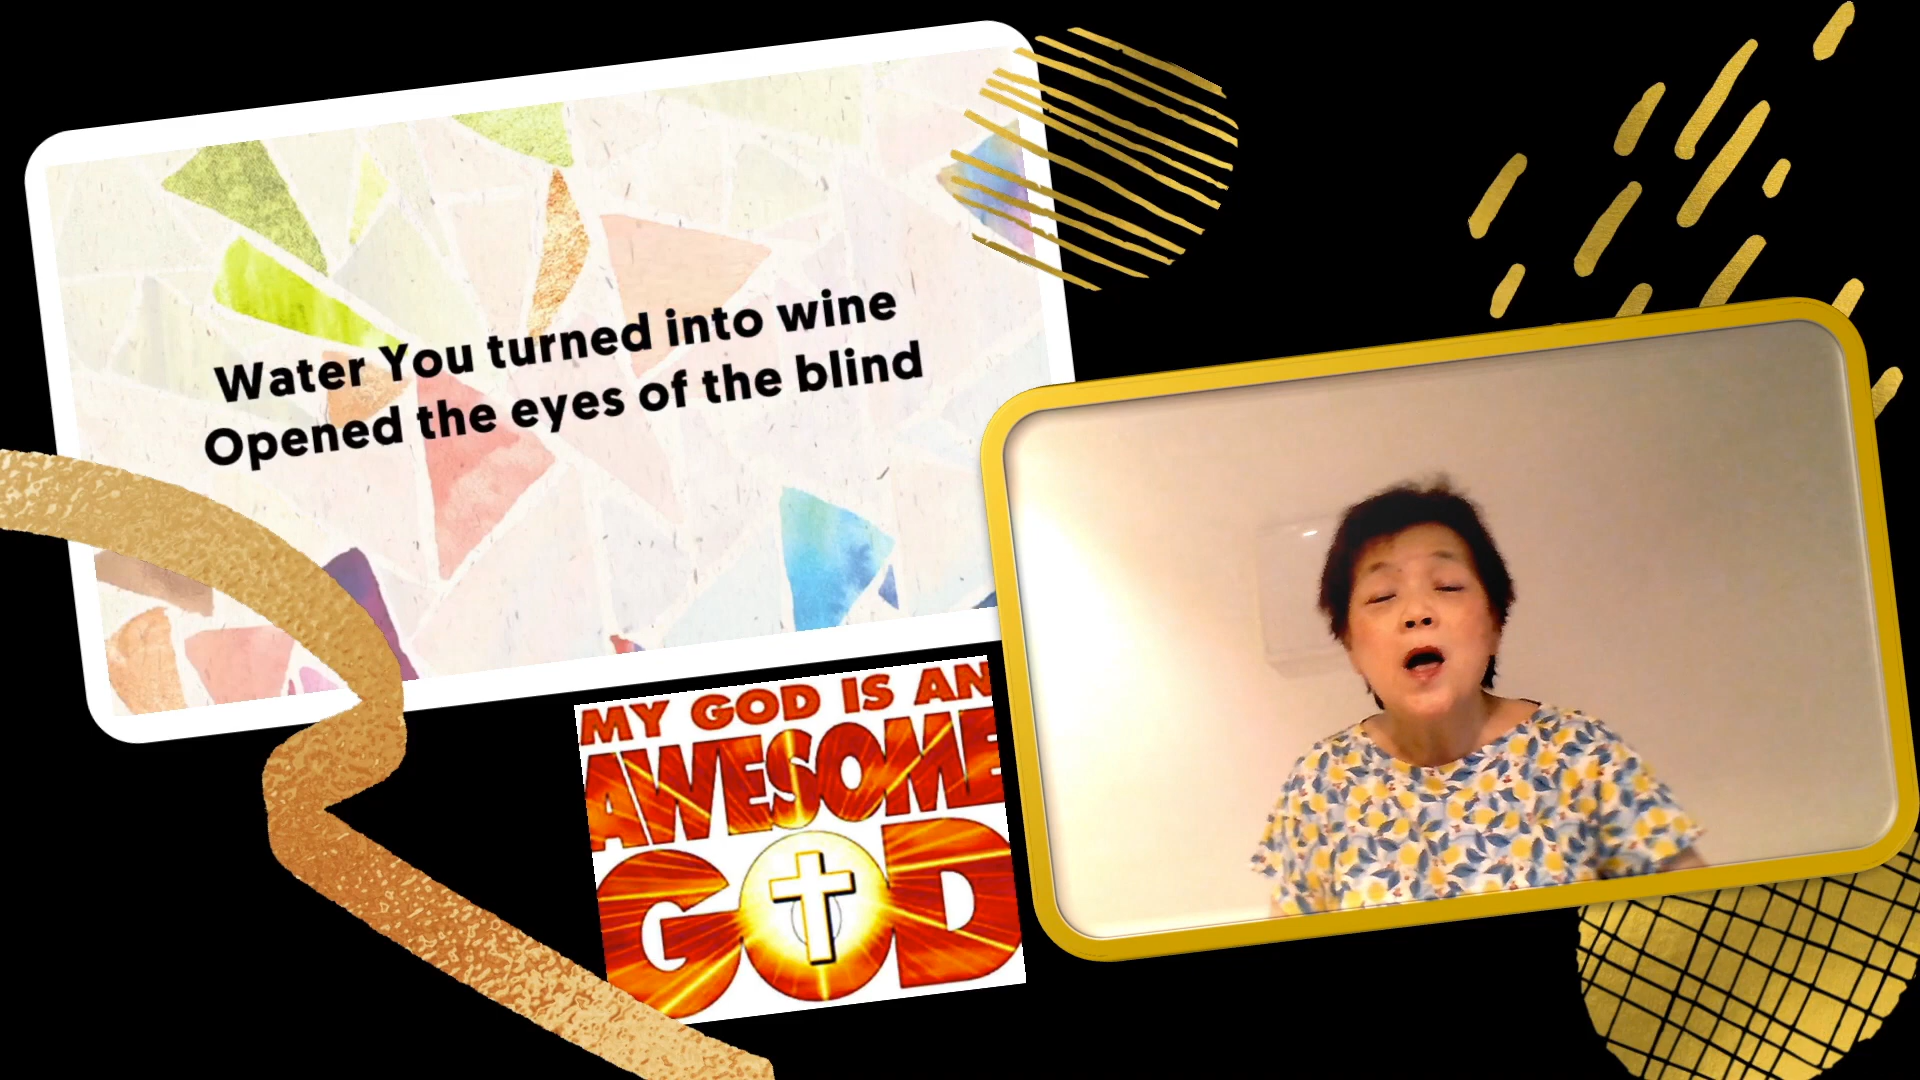 Water You turned into wine
Opened the eyes of the blind
MY GOD IS AN
AWESOME
GOD